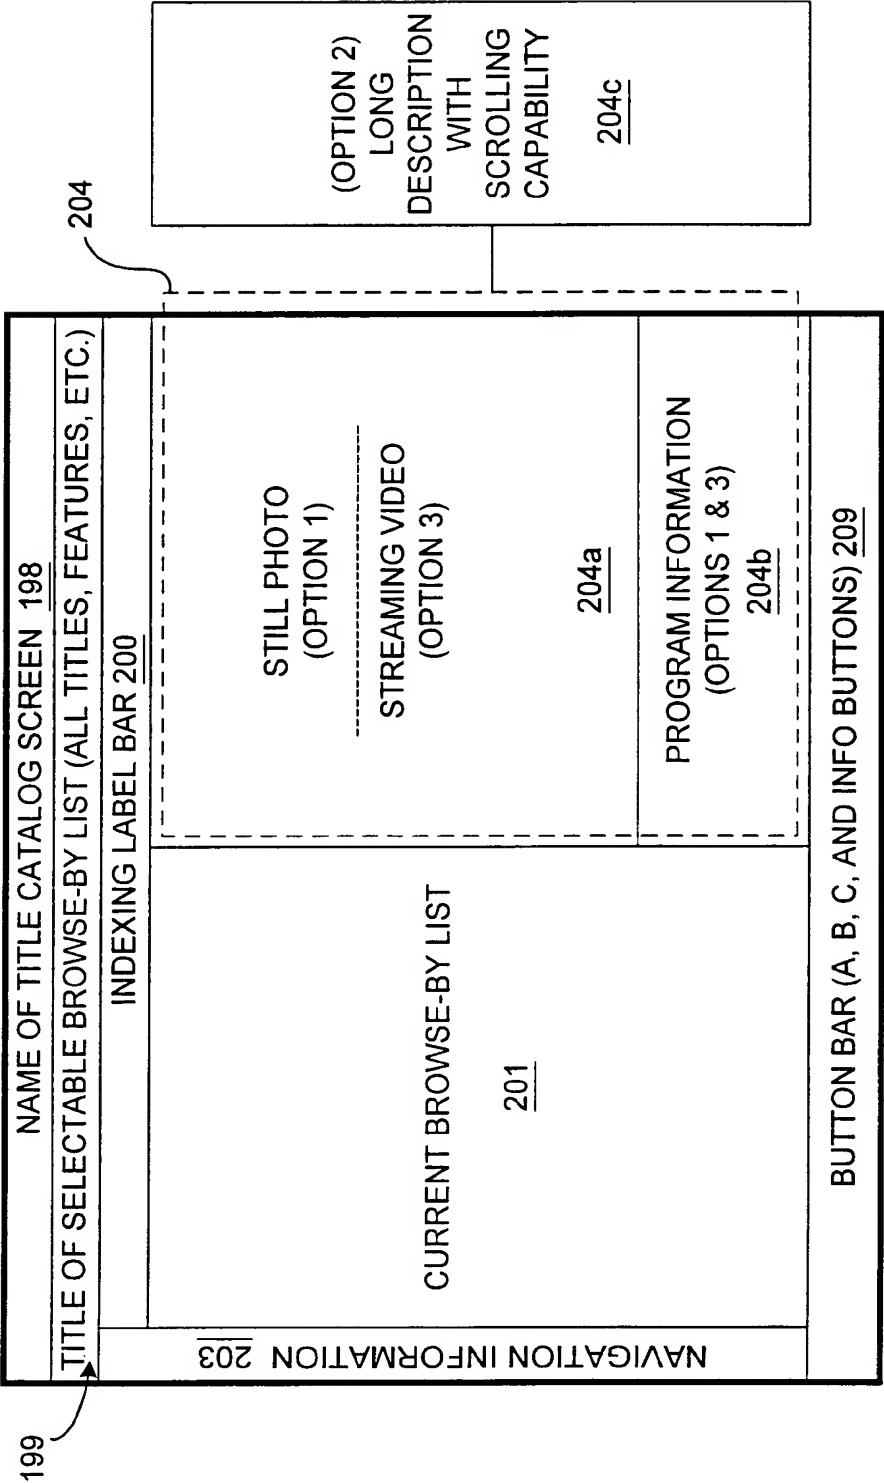 NAME OF TITLE CATALOG SCREEN 198
TITLE OF SELECTABLE BROWSE-BY LIST (ALL TITLES, FEATURES, ETC.)
199
INDEXING LABEL BAR 200
NAVIGATION INFORMATION 203
CURRENT BROWSE-BY LIST
201
204
STILL PHOTO
(OPTION 1)
STREAMING VIDEO
(OPTION 3)
204a
PROGRAM INFORMATION
(OPTIONS 1 & 3)
204b
(OPTION 2)
LONG
DESCRIPTION
WITH
SCROLLING
CAPABILITY
204c
BUTTON BAR (A, B, C, AND INFO BUTTONS) 209